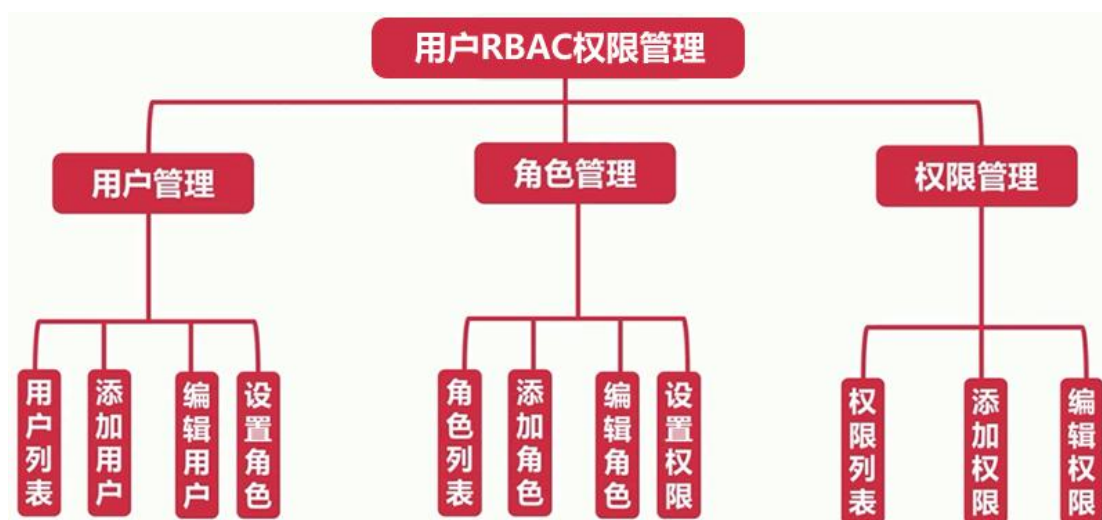 用户RBAC权限管理
用户管理
角色管理
权限管理
用户列表
添加用户
编辑用户
设置角色
角色列表
添加角色
编辑角色
设置权限
权限列表
添加权限
编辑权限